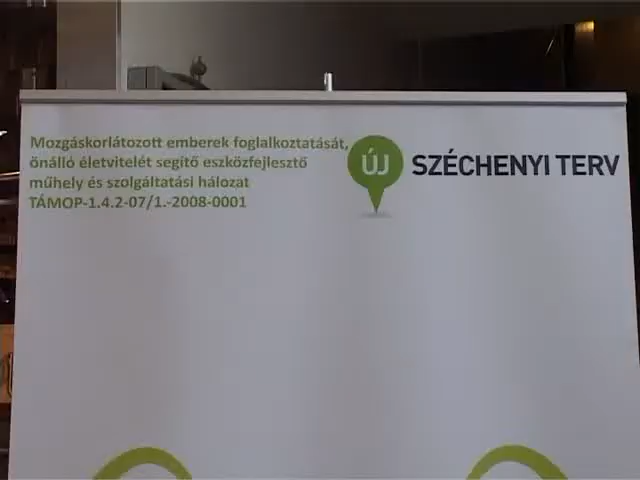 Mozgáskorlátozott emberek foglalkoztatását,
önálló életvitelét segítő eszközfejlesztő
műhely és szolgáltatási hálozat
TÁMOP-1.4.2-07/1.-2008-0001
ÚJ SZÉCHENYI TERV